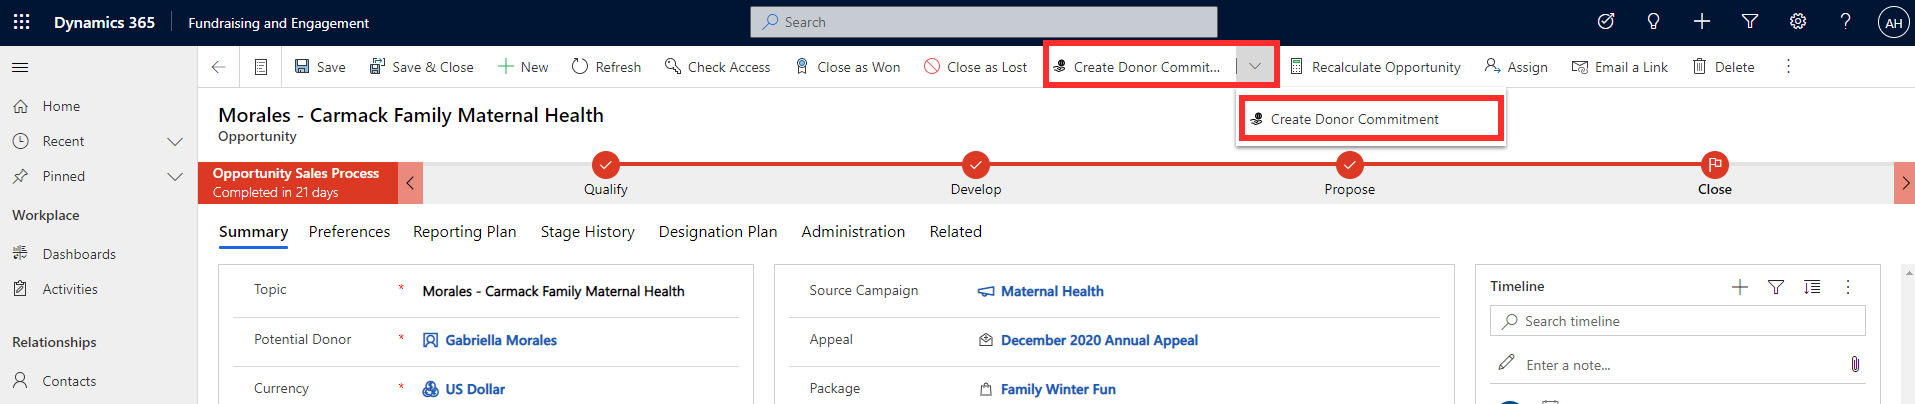 Dynamics 365
Fundraising and Engagement
Search
AH
Save
Save & Close
New
Refresh
Check Access
Close as Won
Close as Lost
Create Donor Commit...
Recalculate Opportunity
Assign
Email a Link
Delete
Create Donor Commitment
Home
Recent
Pinned
Workplace
Dashboards
Activities
Relationships
Contacts
Morales - Carmack Family Maternal Health
Opportunity
Opportunity Sales Process
Completed in 21 days
Qualify
Develop
Propose
Close
Summary
Preferences
Reporting Plan
Stage History
Designation Plan
Administration
Related
Topic * Morales - Carmack Family Maternal Health
Potential Donor * Gabriella Morales
Currency * US Dollar
Source Campaign Maternal Health
Appeal December 2020 Annual Appeal
Package Family Winter Fun
Timeline
Search timeline
Enter a note...